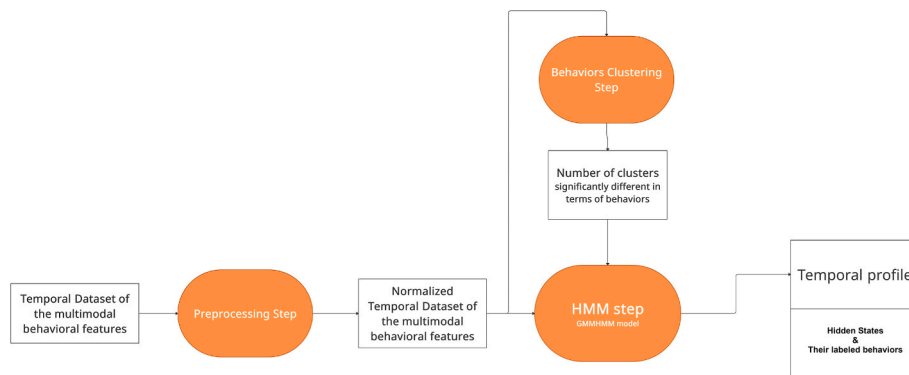 Behaviors Clustering
Step
Number of clusters
significantly different in
terms of behaviors
Temporal Dataset of
the multimodal
behavioral features
Preprocessing Step
Normalized
Temporal Dataset of
the multimodal
behavioral features
HMM step
GMMHMM model
Temporal profile
Hidden States
&
Their labeled behaviors